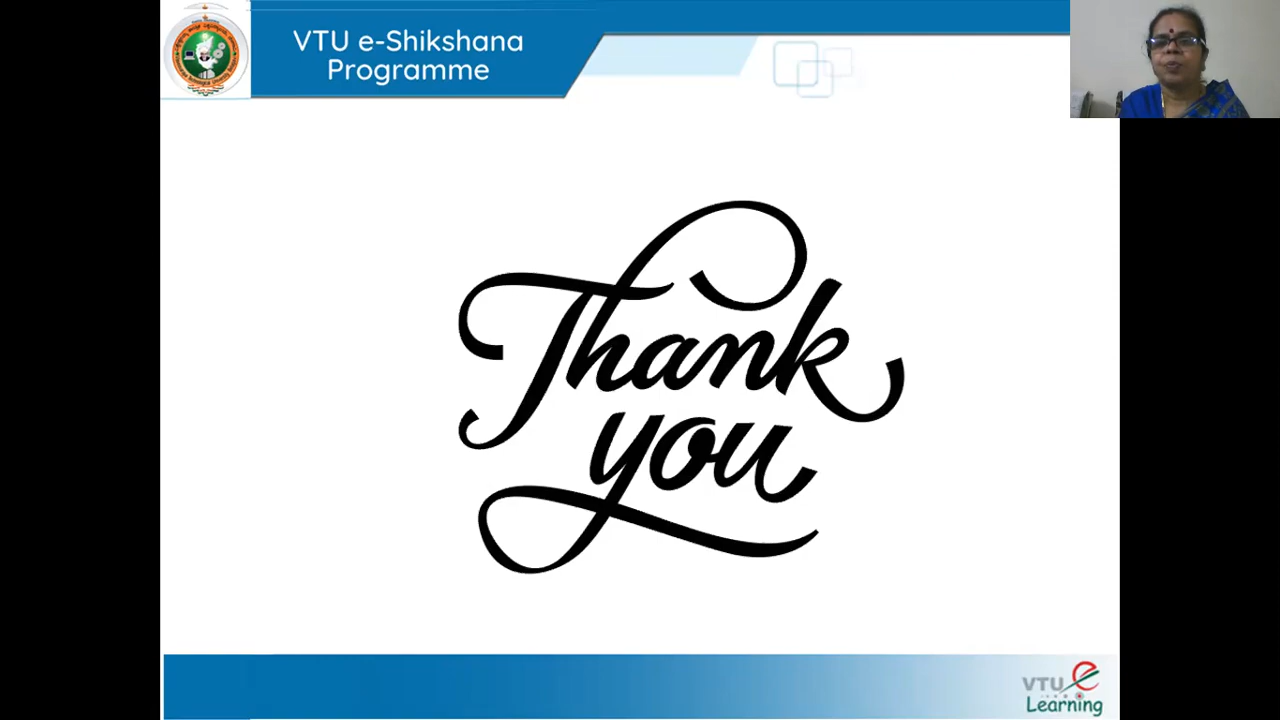 VTU e-Shikshana
Programme
Thank
you
VTU e
Learning